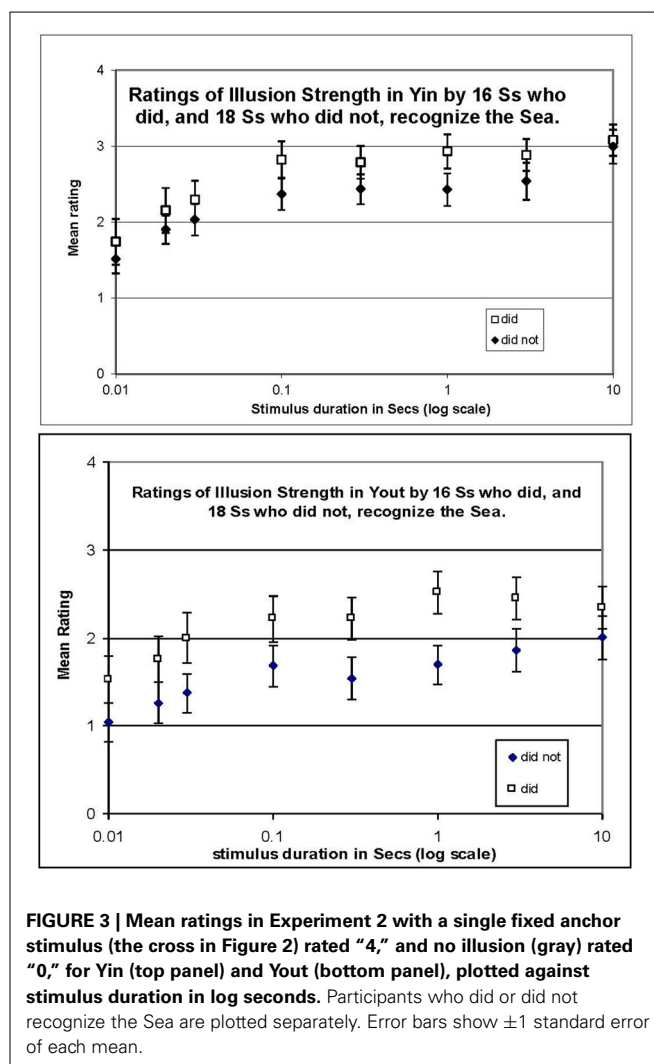 Ratings of Illusion Strength in Yin by 16 Ss who
did, and 18 Ss who did not, recognize the Sea.
4
3
2
1
0
Mean rating
did
did not
0.01
0.1
1
10
Stimulus duration in Secs (log scale)
Ratings of Illusion Strength in Yout by 16 Ss who did, and
18 Ss who did not, recognize the Sea.
4
3
2
1
0
Mean Rating
did not
did
0.01
0.1
1
10
stimulus duration in Secs (log scale)
FIGURE 3 | Mean ratings in Experiment 2 with a single fixed anchor
stimulus (the cross in Figure 2) rated “4,” and no illusion (gray) rated
“0,” for Yin (top panel) and Yout (bottom panel), plotted against
stimulus duration in log seconds. Participants who did or did not
recognize the Sea are plotted separately. Error bars show ±1 standard error
of each mean.